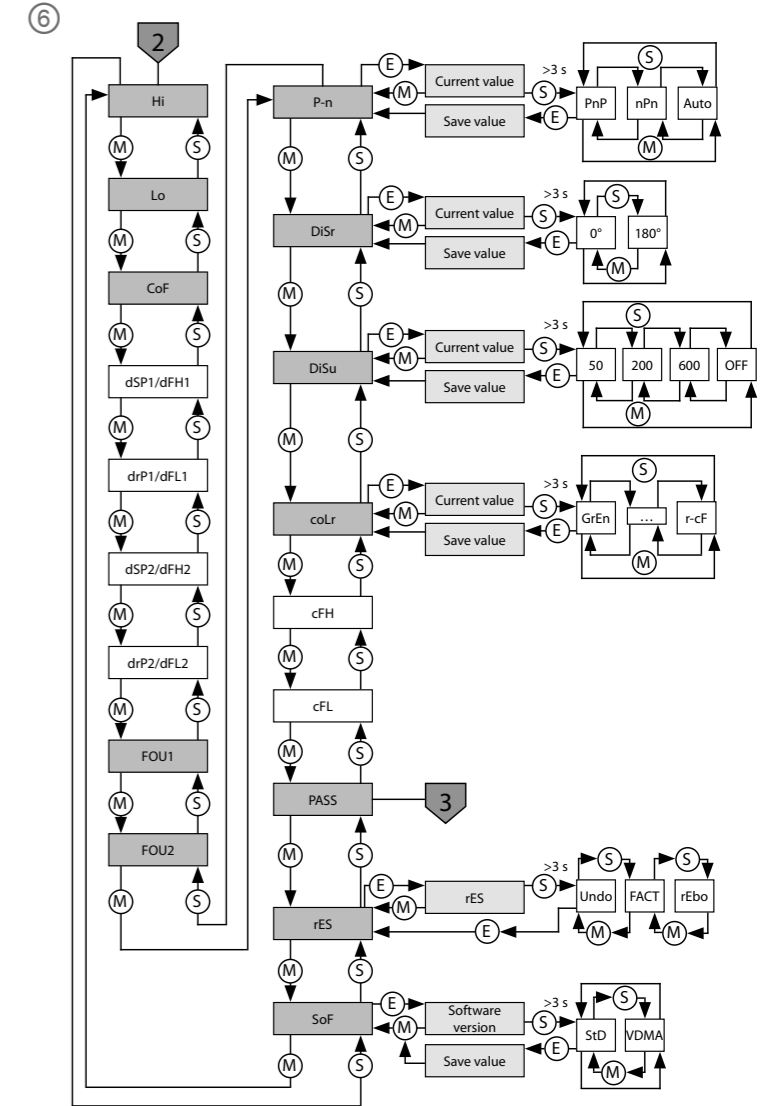 ⑥
2
Hi
M
S
Lo
M
S
CoF
M
S
dSP1/dFH1
M
S
drP1/dFL1
M
S
dSP2/dFH2
M
S
drP2/dFL2
M
S
FOU1
M
S
FOU2
M
S
P-n
E
Current value
M
Save value
>3 s
S
E
S
PnP
nPn
Auto
M
M
S
DiSr
E
Current value
M
Save value
>3 s
S
E
S
0°
180°
M
M
S
DiSu
E
Current value
M
Save value
>3 s
S
E
S
50
200
600
OFF
M
M
S
coLr
E
Current value
M
Save value
>3 s
S
E
S
GrEn
...
r-cF
M
M
S
cFH
M
S
cFL
M
S
PASS
3
M
S
rES
E
rES
M
E
>3 s
S
S
S
Undo
FACT
rEbo
M
M
M
S
SoF
E
Software
version
M
Save value
>3 s
S
E
S
StD
VDMA
M
M
S